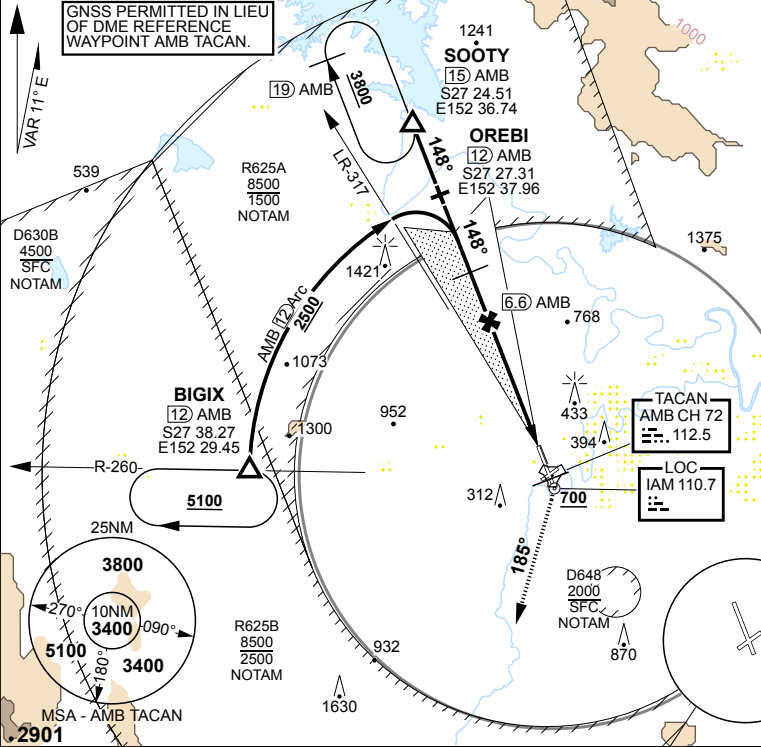 GNSS PERMITTED IN LIEU
OF DME REFERENCE
WAYPOINT AMB TACAN.
VAR 11° E
1241
1000
SOOTY
15 AMB
S27 24.51
E152 36.74
19 AMB
3800
OREBI
12 AMB
S27 27.31
E152 37.96
148°
148°
LR-317
539
R625A
8500
1500
NOTAM
D630B
4500
SFC
NOTAM
1375
1421
6.6 AMB
768
AMB 12 Arc
2500
1073
BIGIX
12 AMB
S27 38.27
E152 29.45
1300
952
433
394
TACAN
AMB CH 72
112.5
R-260
5100
312
700
LOC
IAM 110.7
185°
25NM
3800
270°
10NM
3400
090°
5100
180°
3400
MSA - AMB TACAN
2901
R625B
8500
2500
NOTAM
932
1630
D648
2000
SFC
NOTAM
870